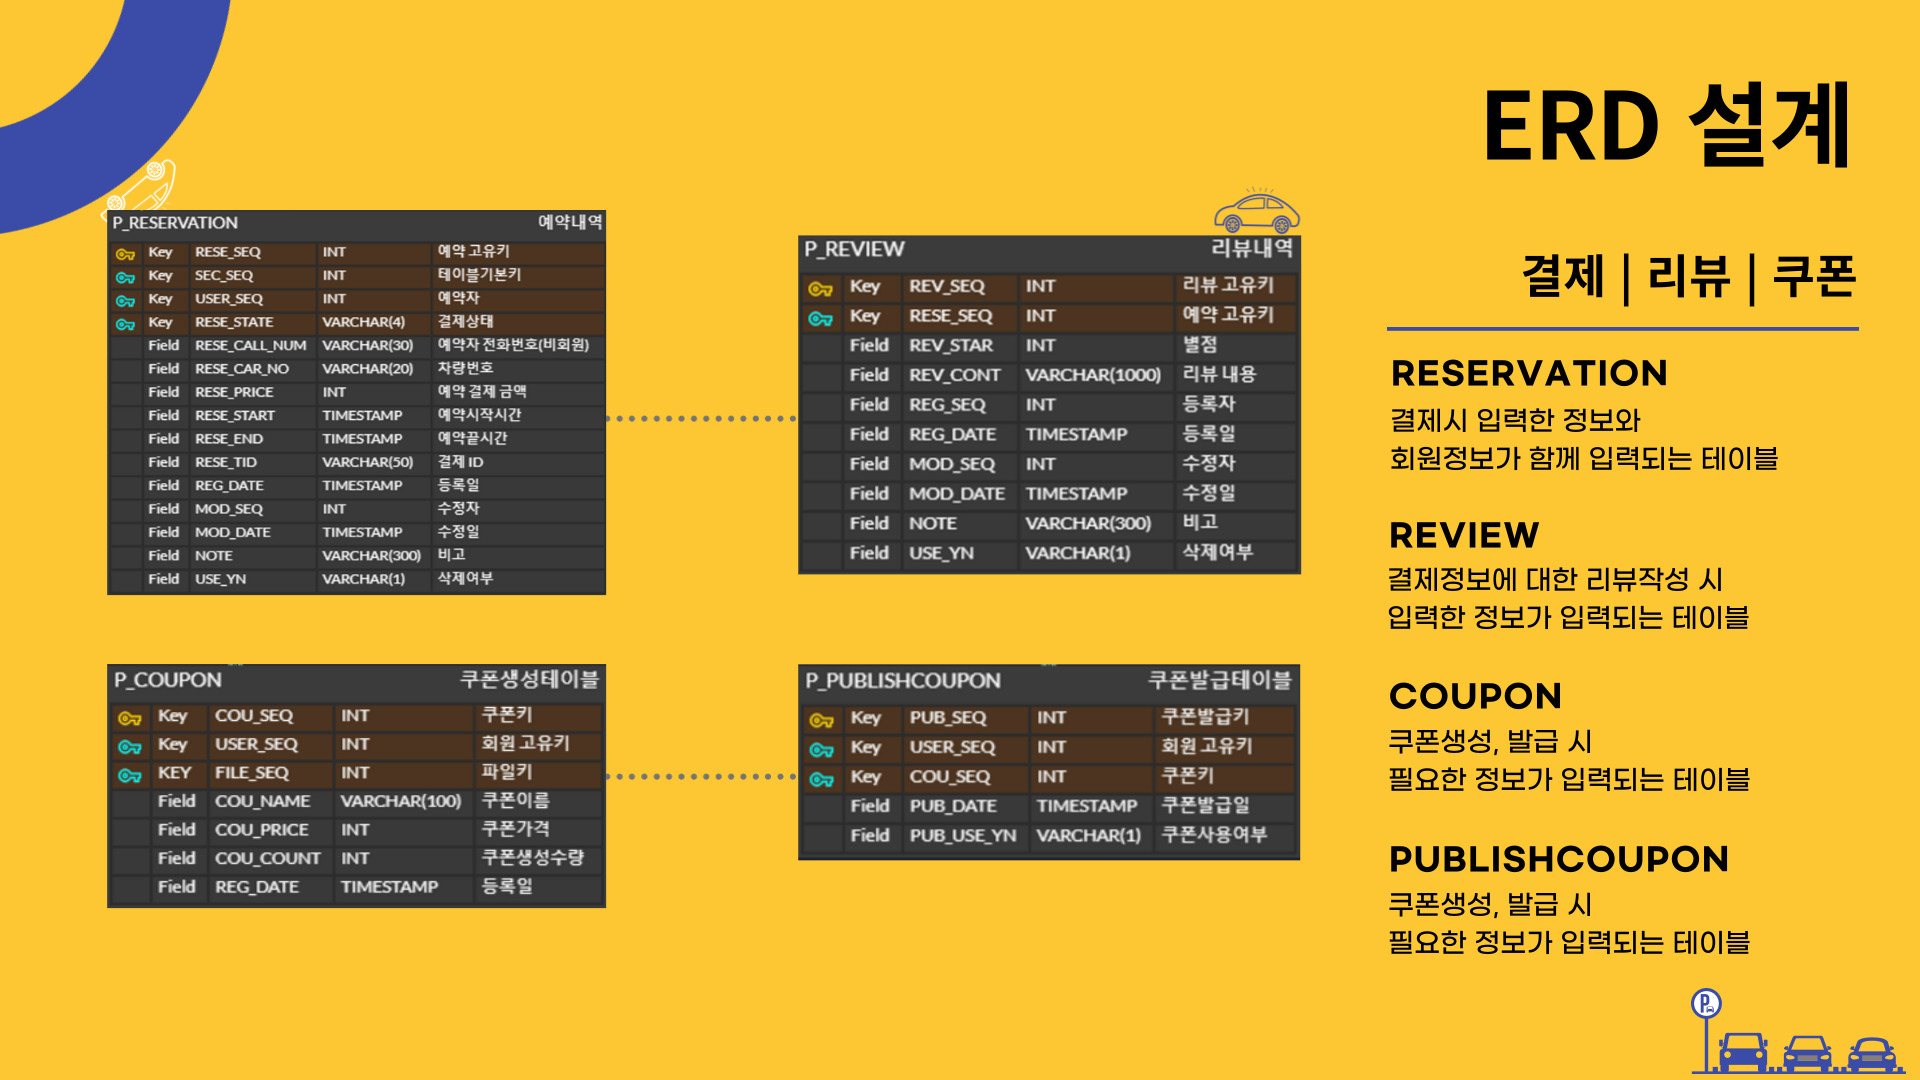 ERD 설계
결제 | 리뷰 | 쿠폰
P_RESERVATION 예약내역
Key RESE_SEQ INT 예약 고유키
Key SEC_SEQ INT 테이블기본키
Key USER_SEQ INT 예약자
Key RESE_STATE VARCHAR(4) 결제상태
Field RESE_CALL_NUM VARCHAR(30) 예약자 전화번호(비회원)
Field RESE_CAR_NO VARCHAR(20) 차량번호
Field RESE_PRICE INT 예약 결제 금액
Field RESE_START TIMESTAMP 예약시작시간
Field RESE_END TIMESTAMP 예약끝시간
Field RESE_TID VARCHAR(50) 결제 ID
Field REG_DATE TIMESTAMP 등록일
Field MOD_SEQ INT 수정자
Field MOD_DATE TIMESTAMP 수정일
Field NOTE VARCHAR(300) 비고
Field USE_YN VARCHAR(1) 삭제여부
P_REVIEW 리뷰내역
Key REV_SEQ INT 리뷰 고유키
Key RESE_SEQ INT 예약 고유키
Field REV_STAR INT 별점
Field REV_CONT VARCHAR(1000) 리뷰 내용
Field REG_SEQ INT 등록자
Field REG_DATE TIMESTAMP 등록일
Field MOD_SEQ INT 수정자
Field MOD_DATE TIMESTAMP 수정일
Field NOTE VARCHAR(300) 비고
Field USE_YN VARCHAR(1) 삭제여부
P_COUPON 쿠폰생성테이블
Key COU_SEQ INT 쿠폰키
Key USER_SEQ INT 회원 고유키
KEY FILE_SEQ INT 파일키
Field COU_NAME VARCHAR(100) 쿠폰이름
Field COU_PRICE INT 쿠폰가격
Field COU_COUNT INT 쿠폰생성수량
Field REG_DATE TIMESTAMP 등록일
P_PUBLISHCOUPON 쿠폰발급테이블
Key PUB_SEQ INT 쿠폰발급키
Key USER_SEQ INT 회원 고유키
Key COU_SEQ INT 쿠폰키
Field PUB_DATE TIMESTAMP 쿠폰발급일
Field PUB_USE_YN VARCHAR(1) 쿠폰사용여부
RESERVATION
결제시 입력한 정보와
회원정보가 함께 입력되는 테이블
REVIEW
결제정보에 대한 리뷰작성 시
입력한 정보가 입력되는 테이블
COUPON
쿠폰생성, 발급 시
필요한 정보가 입력되는 테이블
PUBLISHCOUPON
쿠폰생성, 발급 시
필요한 정보가 입력되는 테이블
P